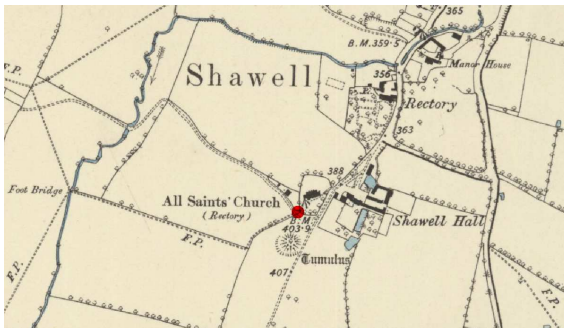 365
B.M.359·5
F.P.
Shawell
356
Manor House
Rectory
363
388
Foot Bridge
All Saints' Church
(Rectory)
B.M.
403·9
Shawell Hall
F.P.
Tumulus
F.P.
407
F.P.